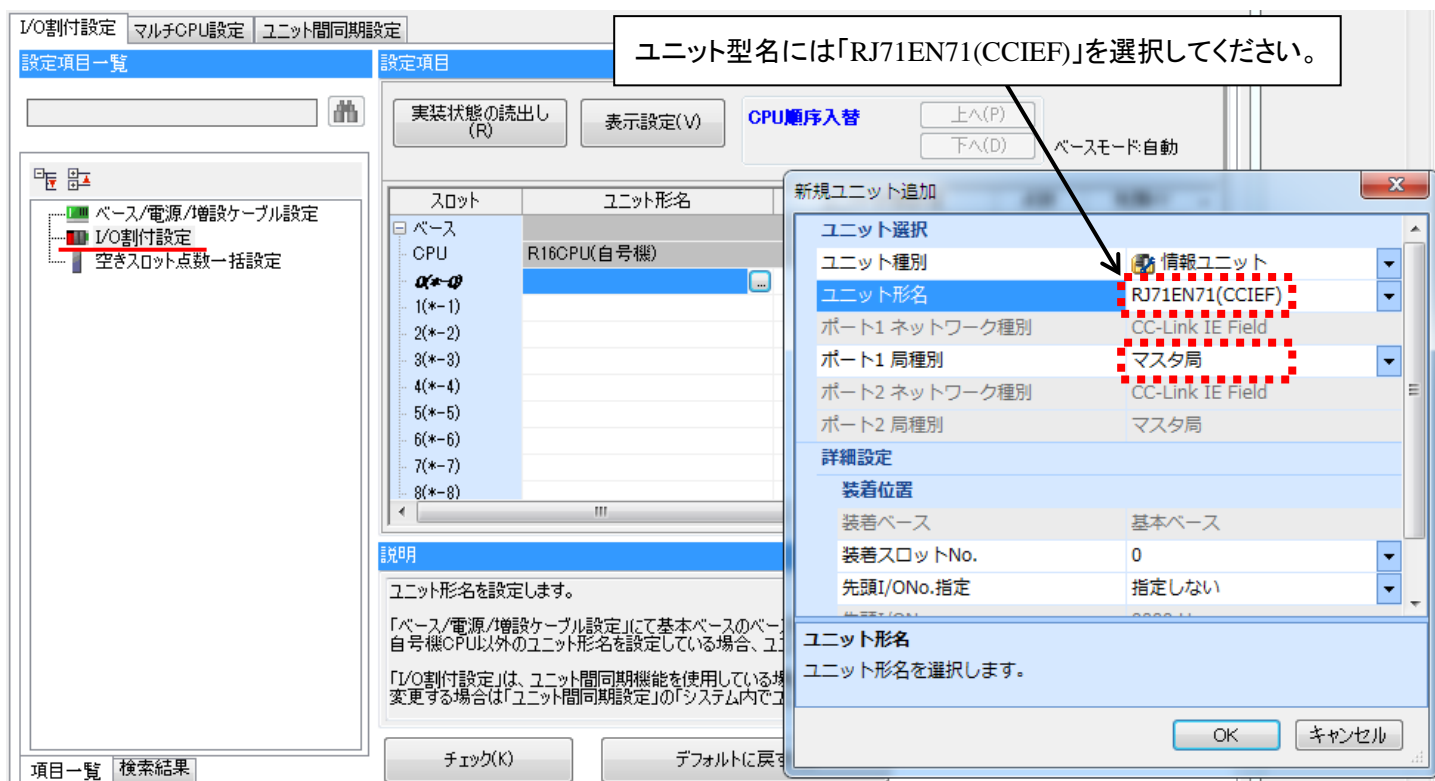 I/O割付設定 マルチCPU設定 ユニット間同期設定
ユニット型名には「RJ71EN71(CCIEF)」を選択してください。
設定項目一覧
設定項目
実装状態の読出し
(R)
表示設定(V)
CPU順序入替
上へ(P)
下へ(D)
ベースモード:自動
ベース/電源/増設ケーブル設定
I/O割付設定
空きスロット点数一括設定
スロット ユニット形名
ベース
CPU R16CPU(自号機)
0(*-0) ...
1(*-1)
2(*-2)
3(*-3)
4(*-4)
5(*-5)
6(*-6)
7(*-7)
8(*-8)
説明
ユニット形名を設定します。
「ベース/電源/増設ケーブル設定」にて基本ベースのベー
自号機CPU以外のユニット形名を設定している場合、ユ
「I/O割付設定」は、ユニット間同期機能を使用している場
変更する場合は「ユニット間同期設定」の「システム内でユ
チェック(K)
デフォルトに戻す
項目一覧 検索結果
新規ユニット追加
ユニット選択
ユニット種別 情報ユニット
ユニット形名 RJ71EN71(CCIEF)
ポート1 ネットワーク種別 CC-Link IE Field
ポート1 局種別 マスタ局
ポート2 ネットワーク種別 CC-Link IE Field
ポート2 局種別 マスタ局
詳細設定
装着位置
装着ベース 基本ベース
装着スロットNo. 0
先頭I/ONo.指定 指定しない
ユニット形名
ユニット形名を選択します。
OK キャンセル